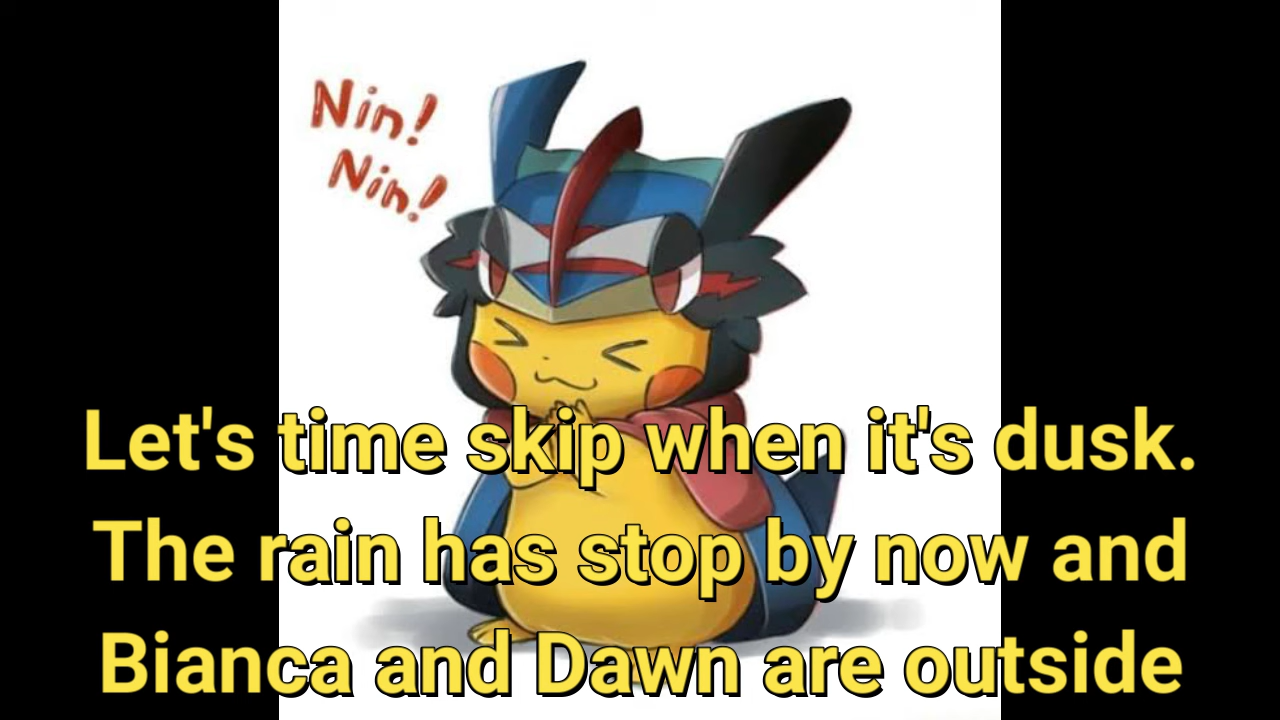 Nin!
Nin!
Let's time skip when it's dusk.
The rain has stop by now and
Bianca and Dawn are outside